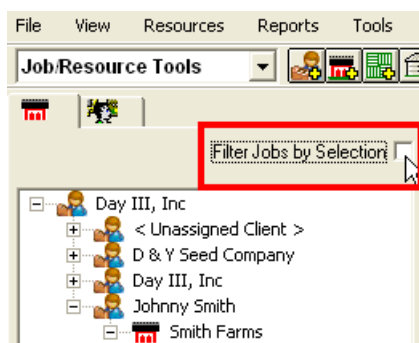 File View Resources Reports Tools
Job/Resource Tools
Filter Jobs by Selection
Day III, Inc
< Unassigned Client >
D & Y Seed Company
Day III, Inc
Johnny Smith
Smith Farms